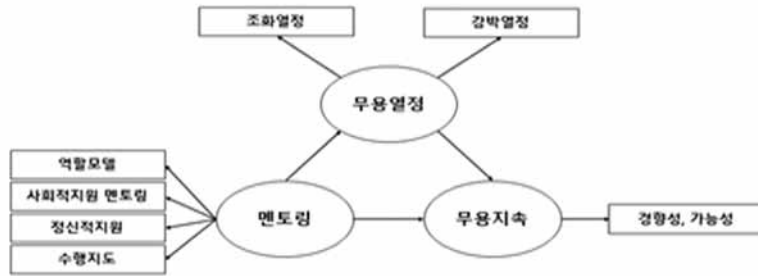 조화열정
강박열정
무용열정
역할모델
사회적지원 멘토링
정신적지원
수행지도
멘토링
무용지속
경향성, 가능성